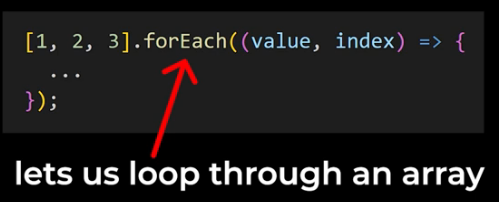 [1, 2, 3].forEach((value, index) => {
  ...
});
lets us loop through an array